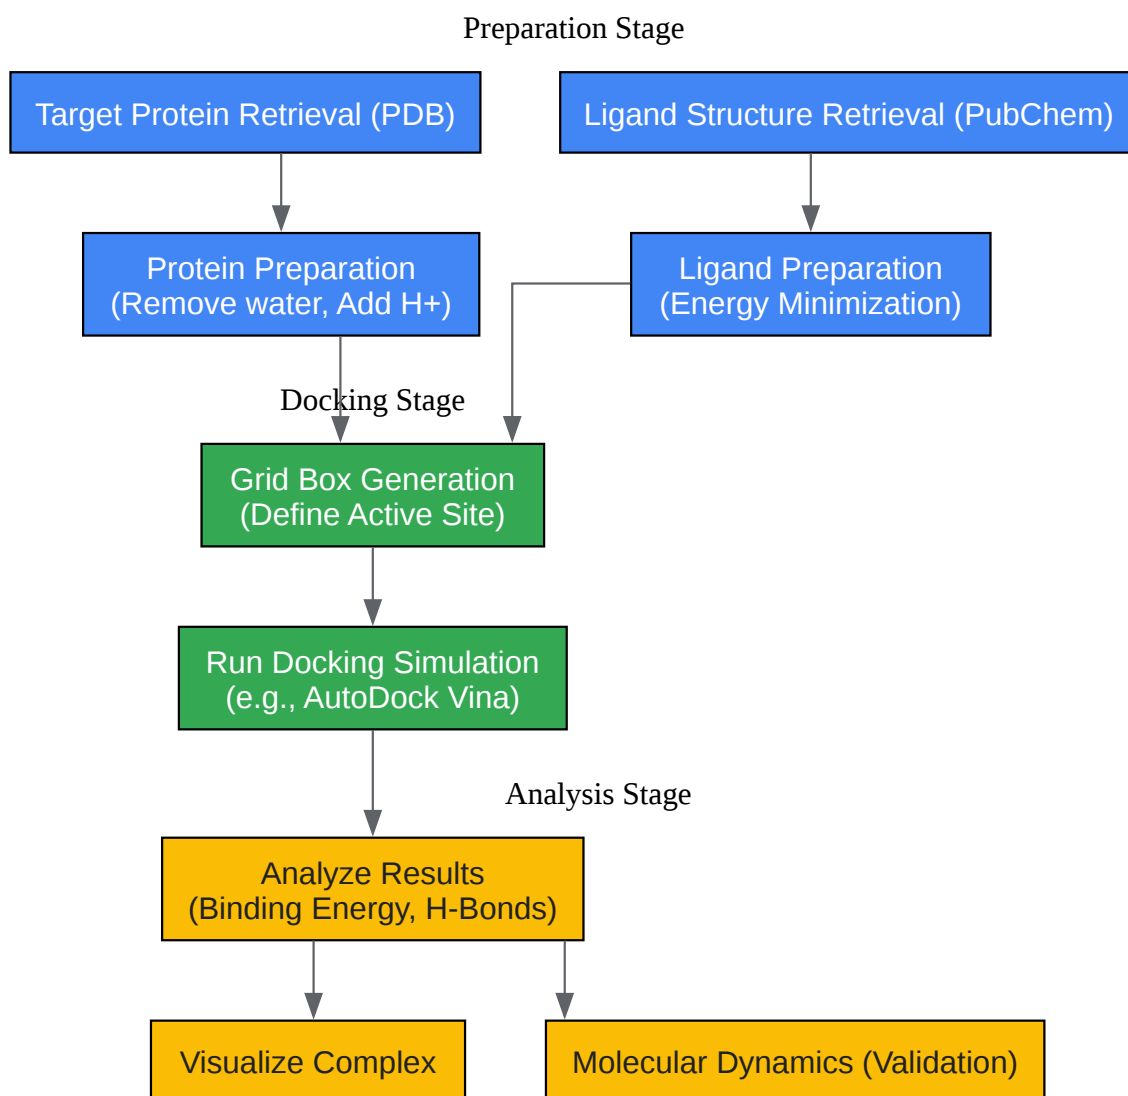 Preparation Stage
Target Protein Retrieval (PDB)
Ligand Structure Retrieval (PubChem)
Protein Preparation
(Remove water, Add H+)
Ligand Preparation
(Energy Minimization)
Docking Stage
Grid Box Generation
(Define Active Site)
Run Docking Simulation
(e.g., AutoDock Vina)
Analysis Stage
Analyze Results
(Binding Energy, H-Bonds)
Visualize Complex
Molecular Dynamics (Validation)